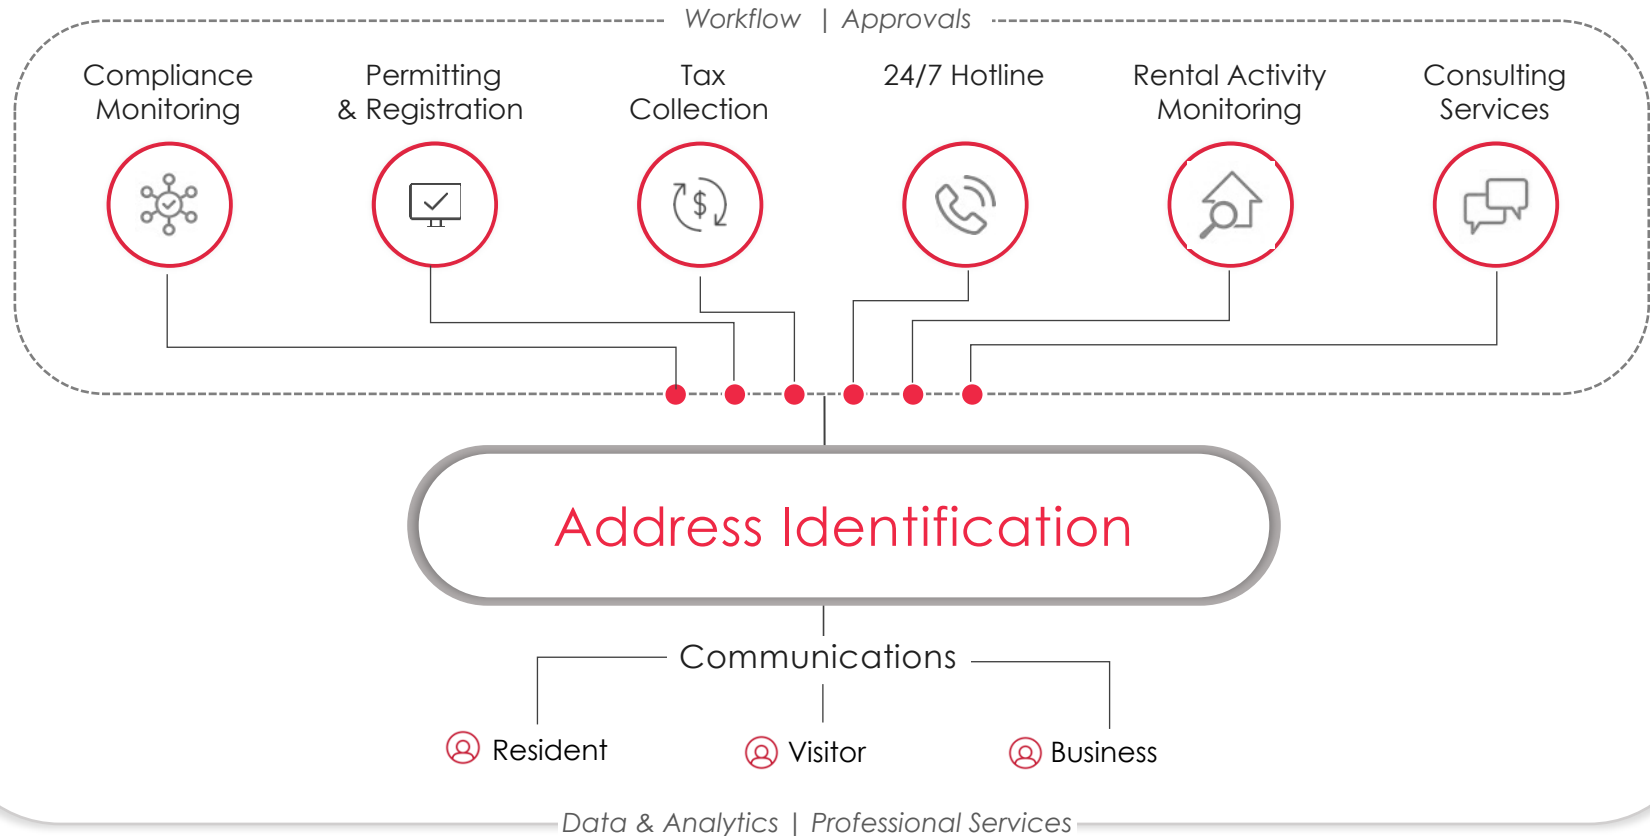 Workflow | Approvals
Compliance
Monitoring
Permitting
& Registration
Tax
Collection
24/7 Hotline
Rental Activity
Monitoring
Consulting
Services
$
Address Identification
Communications
Resident
Visitor
Business
Data & Analytics | Professional Services